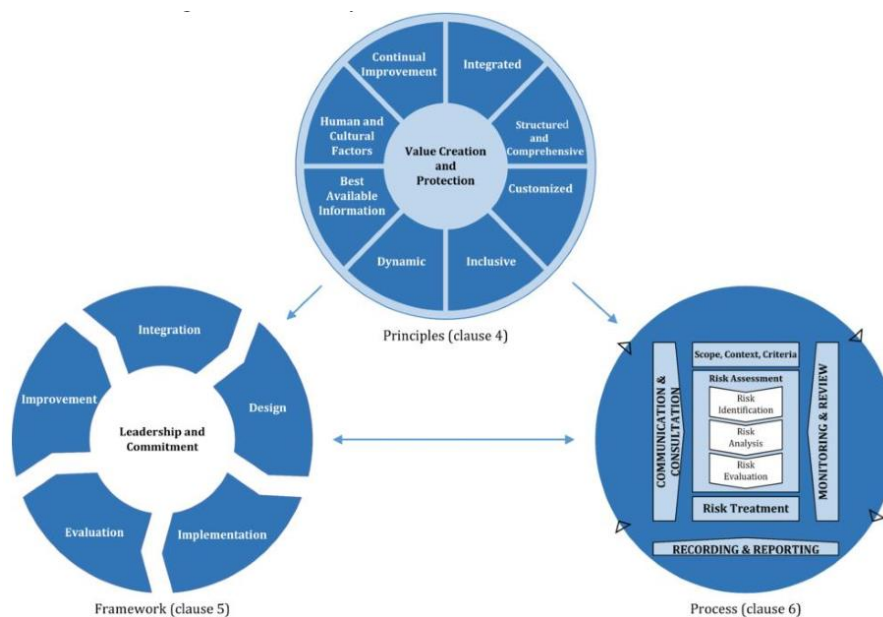 Continual
Improvement
Integrated
Human and
Cultural
Factors
Structured
and
Comprehensive
Value Creation
and
Protection
Best
Available
Information
Customized
Dynamic
Inclusive
Principles (clause 4)
Integration
Improvement
Design
Leadership and
Commitment
Evaluation
Implementation
Framework (clause 5)
Scope, Context, Criteria
Risk Assessment
Risk
Identification
Risk
Analysis
Risk
Evaluation
Risk Treatment
COMMUNICATION &
CONSULTATION
MONITORING & REVIEW
RECORDING & REPORTING
Process (clause 6)